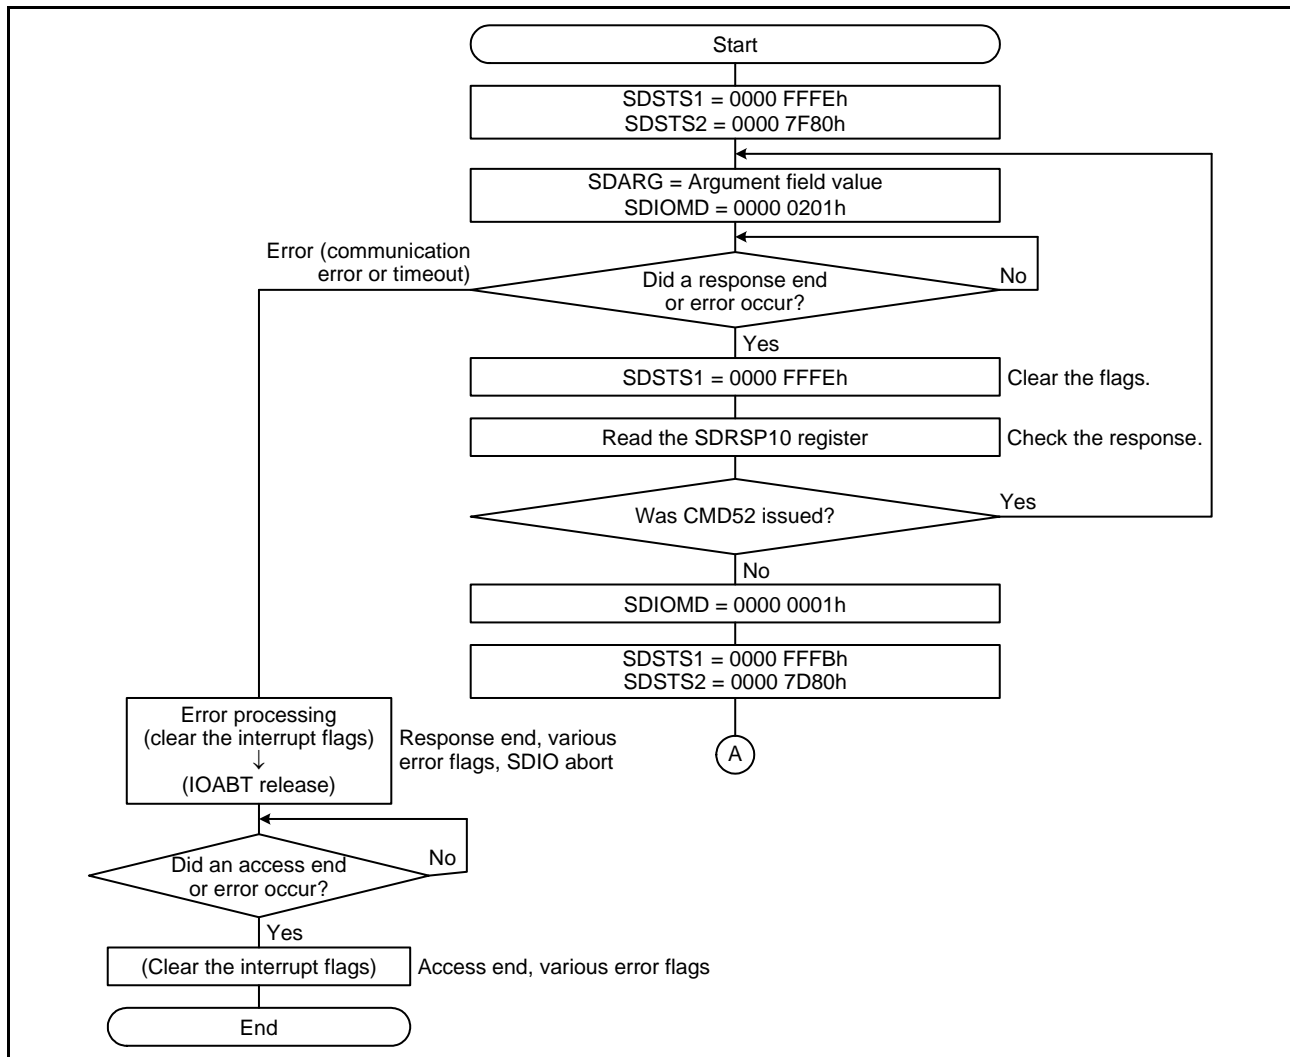 Start
SDSTS1 = 0000 FFFEh
SDSTS2 = 0000 7F80h
SDARG = Argument field value
SDIOMD = 0000 0201h
Error (communication
error or timeout)
Did a response end
or error occur?
No
Yes
SDSTS1 = 0000 FFFEh
Clear the flags.
Read the SDRSP10 register
Check the response.
Was CMD52 issued?
Yes
No
SDIOMD = 0000 0001h
SDSTS1 = 0000 FFFBh
SDSTS2 = 0000 7D80h
A
Error processing
(clear the interrupt flags)
↓
(IOABT release)
Response end, various
error flags, SDIO abort
Did an access end
or error occur?
No
Yes
(Clear the interrupt flags)
Access end, various error flags
End